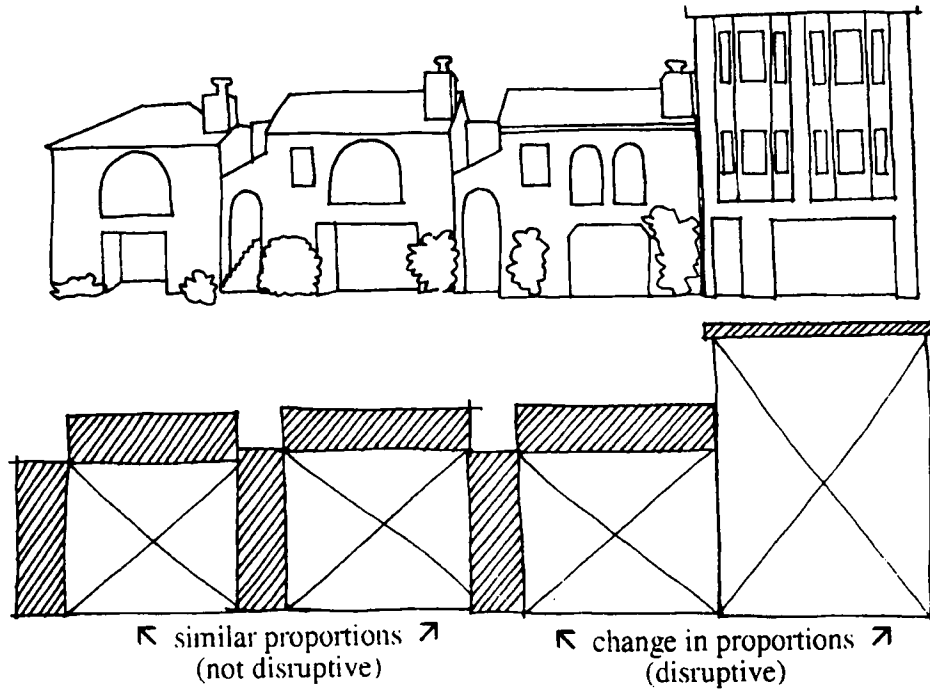 similar proportions
(not disruptive)
change in proportions
(disruptive)